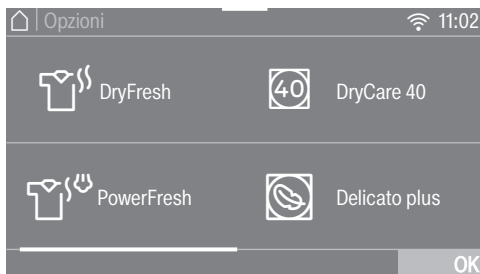 Opzioni 11:02
DryFresh
40 DryCare 40
PowerFresh
Delicato plus
OK